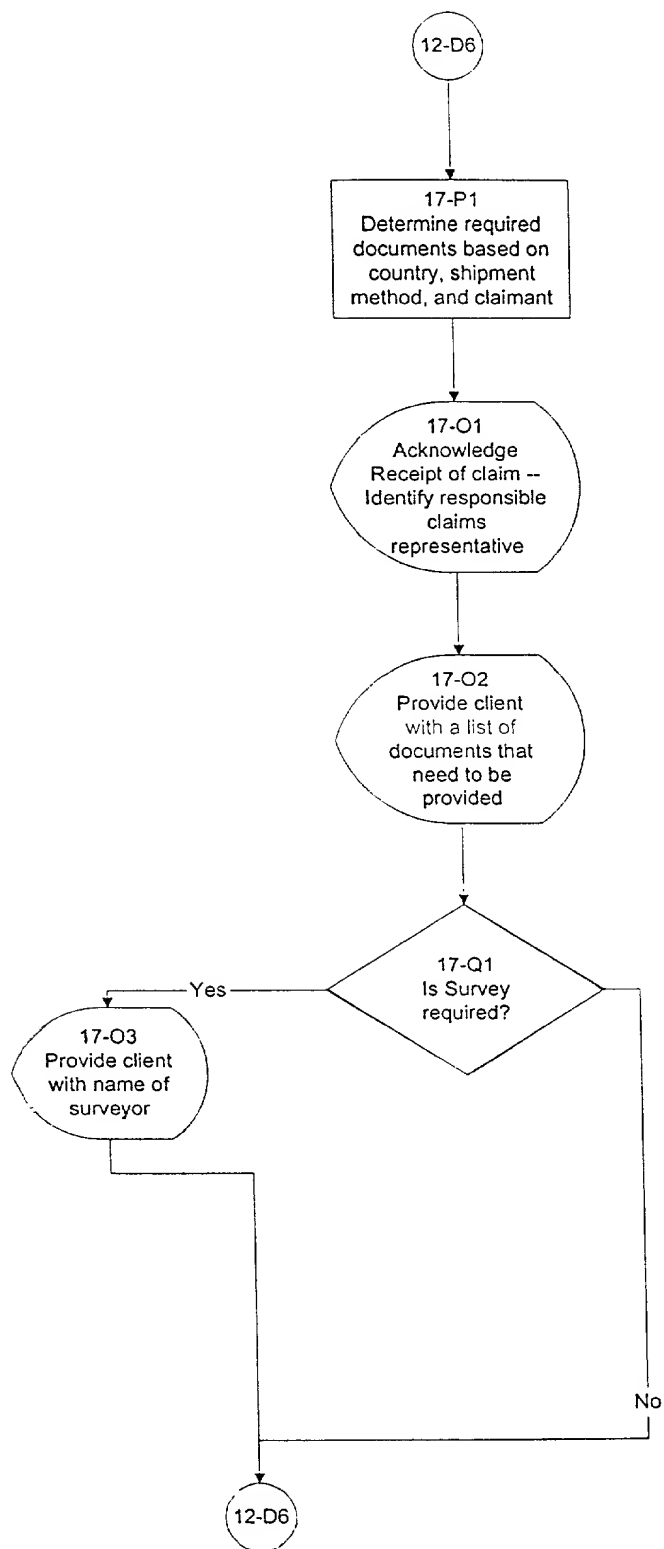 12-D6
17-P1
Determine required
documents based on
country, shipment
method, and claimant
17-O1
Acknowledge
Receipt of claim --
Identify responsible
claims
representative
17-O2
Provide client
with a list of
documents that
need to be
provided
17-Q1
Is Survey
required?
Yes
17-O3
Provide client
with name of
surveyor
No
12-D6